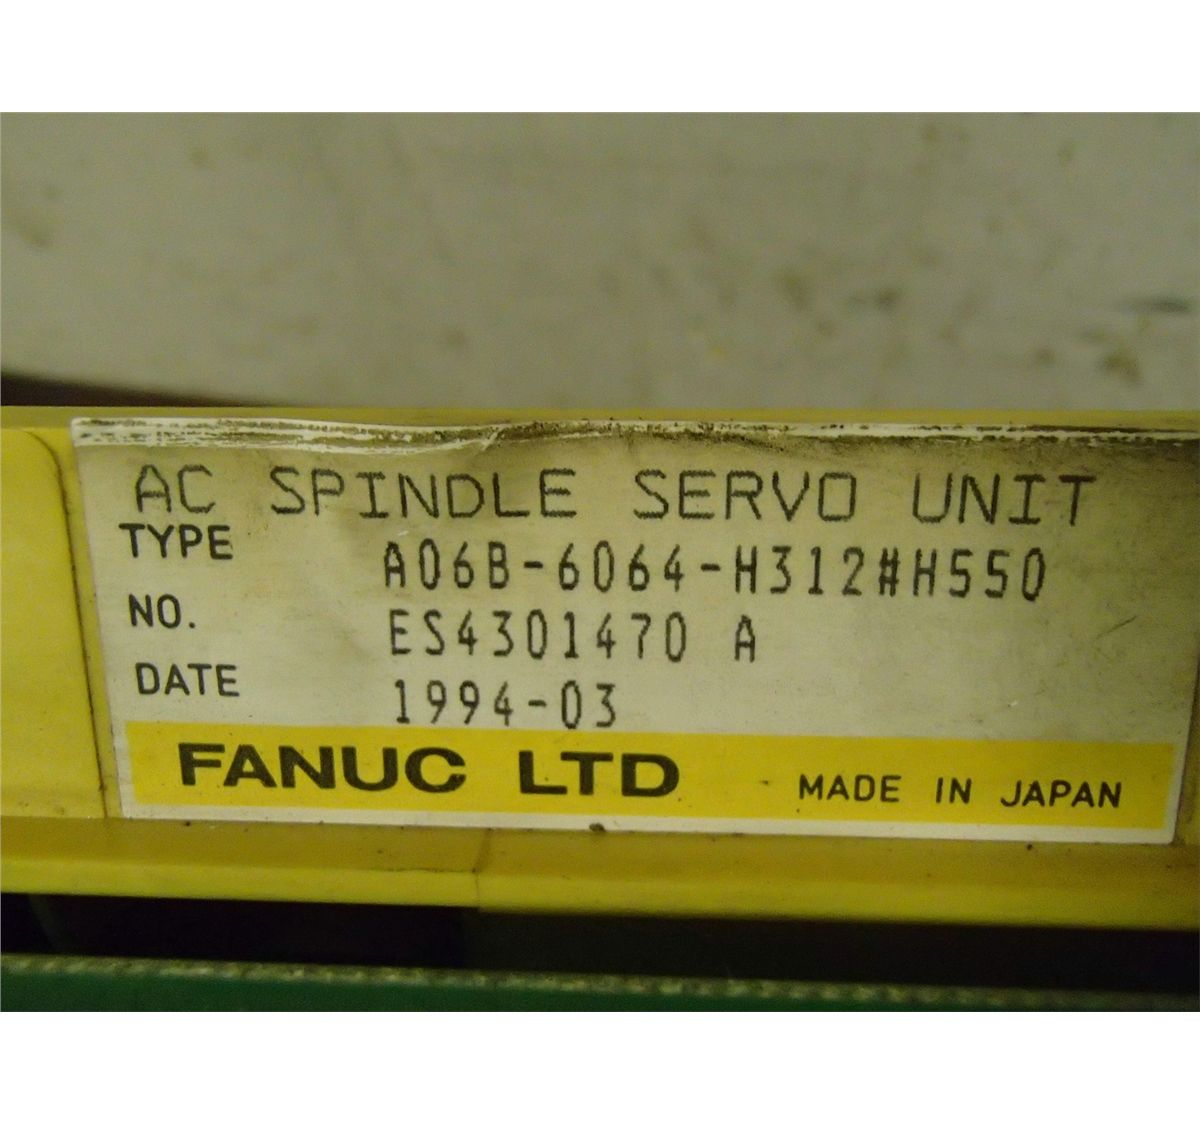 AC SPINDLE SERVO UNIT
TYPE A06B-6064-H312#H550
NO. ES4301470 A
DATE 1994-03
FANUC LTD MADE IN JAPAN